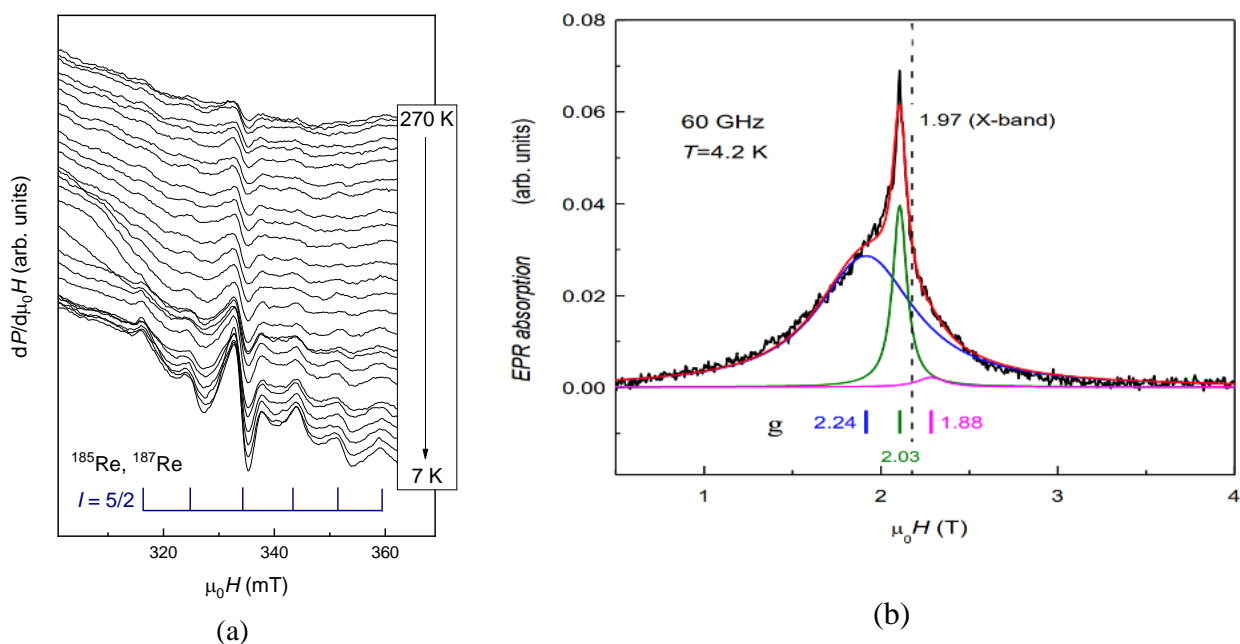 dP/dμ₀H (arb. units)
270 K
7 K
¹⁸⁵Re, ¹⁸⁷Re
I = 5/2
320
340
360
μ₀H (mT)
(a)
EPR absorption (arb. units)
0.08
0.06
0.04
0.02
0.00
60 GHz
T=4.2 K
1.97 (X-band)
g
2.24
1.88
2.03
1
2
3
4
μ₀H (T)
(b)